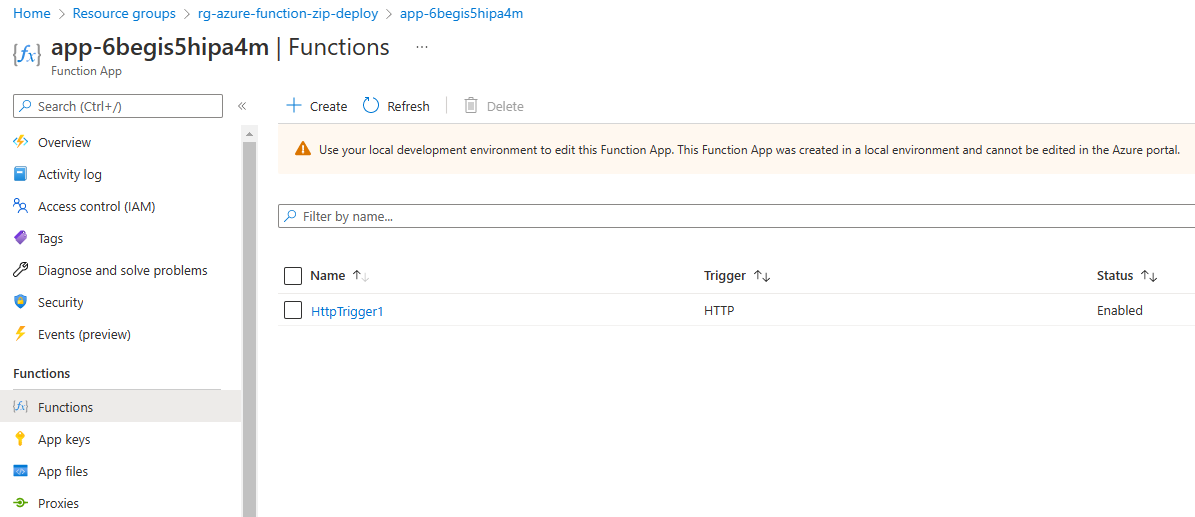 Home > Resource groups > rg-azure-function-zip-deploy > app-6begis5hipa4m
{fx} app-6begis5hipa4m | Functions ...
Function App
Search (Ctrl+/) «
Create Refresh Delete
Overview
Use your local development environment to edit this Function App. This Function App was created in a local environment and cannot be edited in the Azure portal.
Activity log
Access control (IAM)
Filter by name...
Tags
Diagnose and solve problems
Name ↑↓ Trigger ↑↓ Status ↑↓
Security
HttpTrigger1 HTTP Enabled
Events (preview)
Functions
{fx} Functions
App keys
App files
Proxies